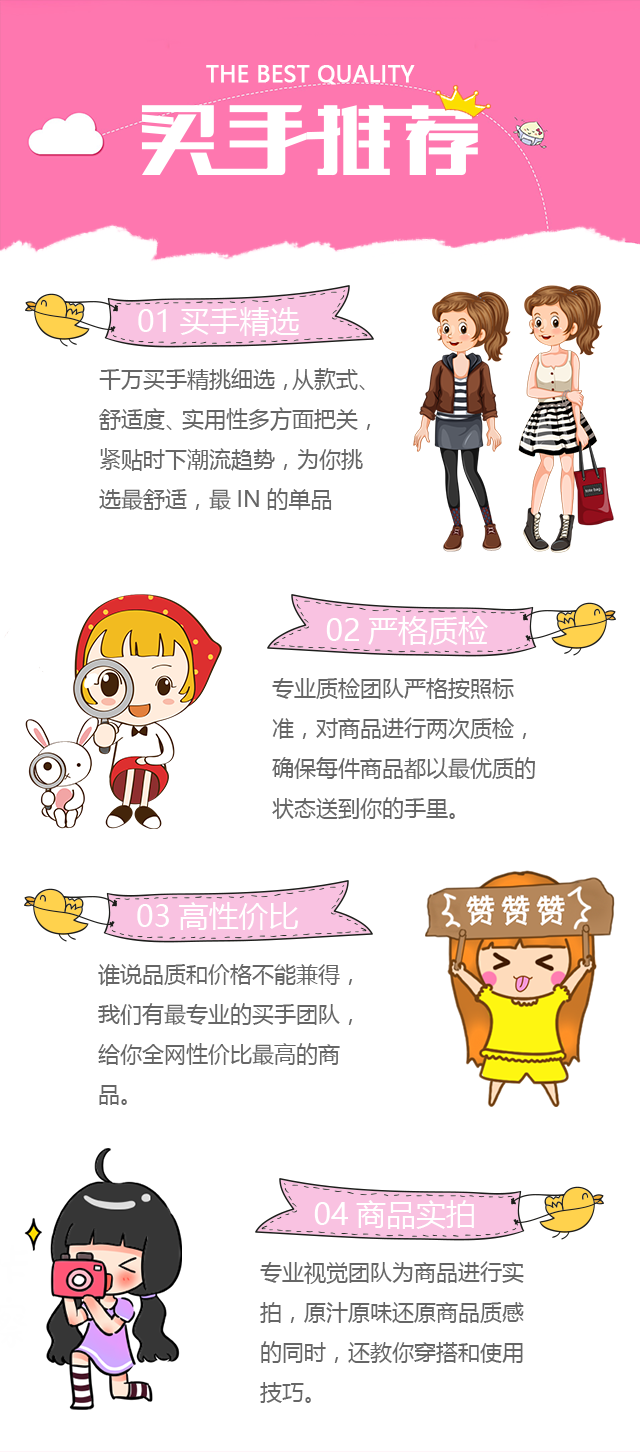 THE BEST QUALITY
买手推荐
01 买手精选
千万买手精挑细选，从款式、
舒适度、实用性多方面把关，
紧贴时下潮流趋势，为你挑
选最舒适，最 IN 的单品
02 严格质检
专业质检团队严格按照标
准，对商品进行两次质检，
确保每件商品都以最优质的
状态送到你的手里。
03 高性价比
谁说品质和价格不能兼得，
我们有最专业的买手团队，
给你全网性价比最高的商
品。
赞赞赞
04 商品实拍
专业视觉团队为商品进行实
拍，原汁原味还原商品质感
的同时，还教你穿搭和使用
技巧。